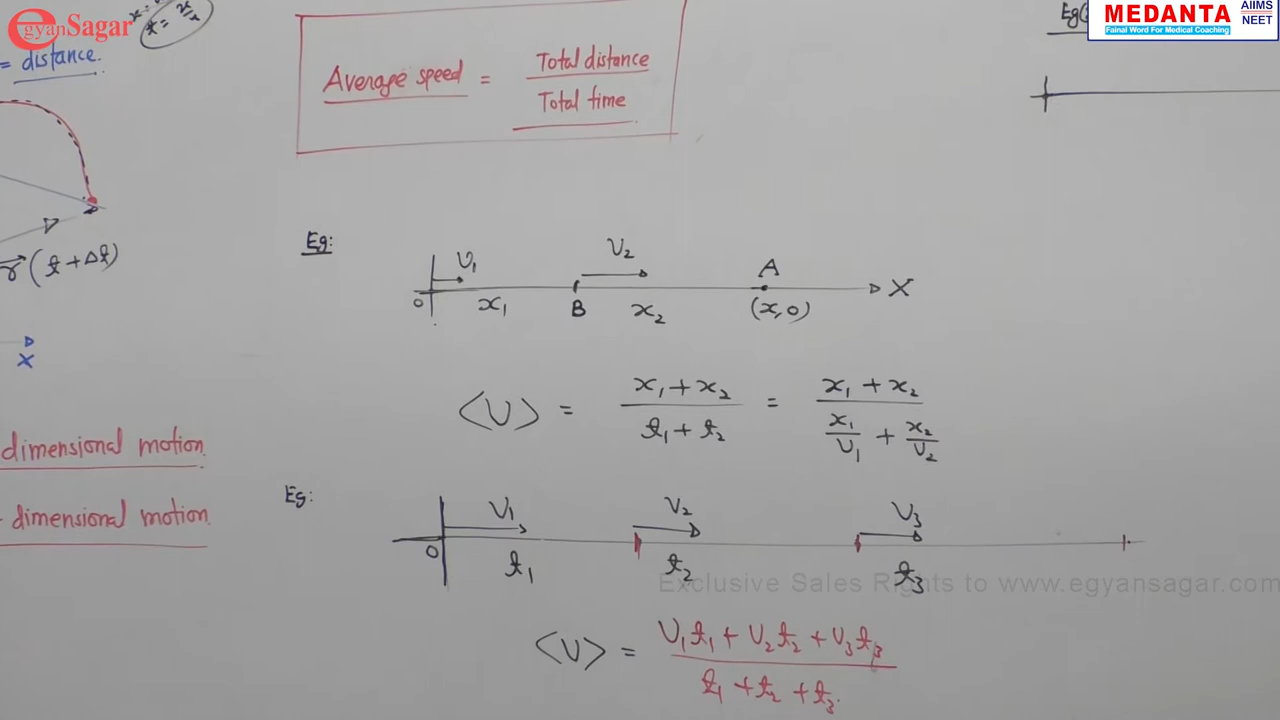 egyanSagar
MEDANTA
AIIMS
NEET
Fainal Word For Medical Coaching
t = x/v
= distance.
Average speed = Total distance / Total time
Eg:
V₁
V₂
A
O
x₁
B
x₂
(x,0)
X
r⃗ (t + Δt)
X
<V> = x₁ + x₂ / t₁ + t₂ = x₁ + x₂ / x₁/V₁ + x₂/V₂
dimensional motion
- dimensional motion
Eg:
V₁
V₂
V₃
O
t₁
t₂
t₃
Exclusive Sales Rights to www.egyansagar.com
<V> = V₁t₁ + V₂t₂ + V₃t₃ / t₁ + t₂ + t₃